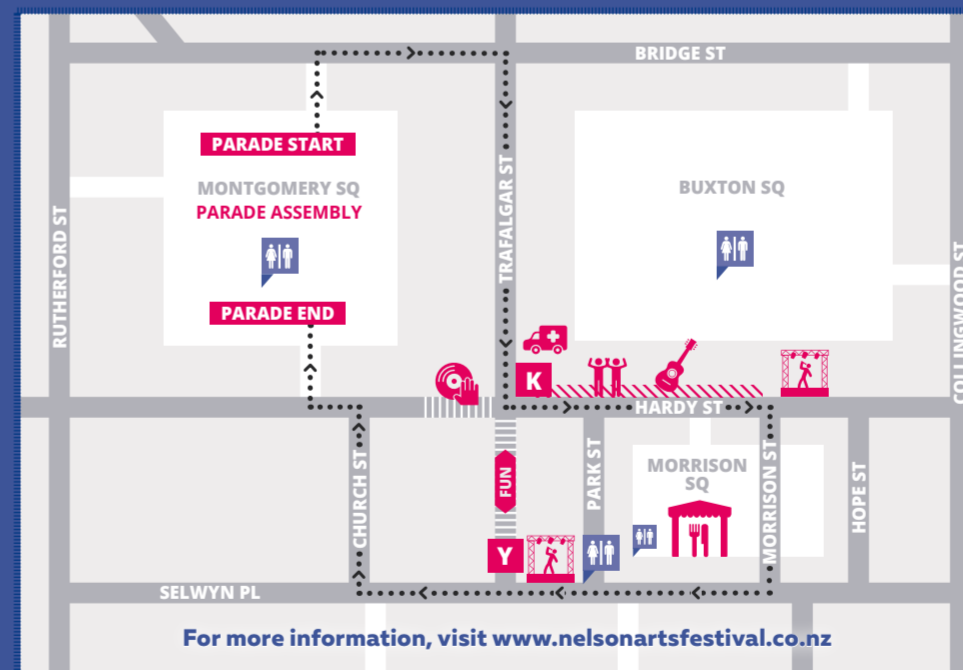 BRIDGE ST
PARADE START
MONTGOMERY SQ
PARADE ASSEMBLY
BUXTON SQ
TRAFALGAR ST
RUTHERFORD ST
COLLINGWOOD ST
PARADE END
K
HARDY ST
CHURCH ST
FUN
PARK ST
MORRISON
SQ
MORRISON ST
HOPE ST
Y
SELWYN PL
For more information, visit www.nelsonartsfestival.co.nz